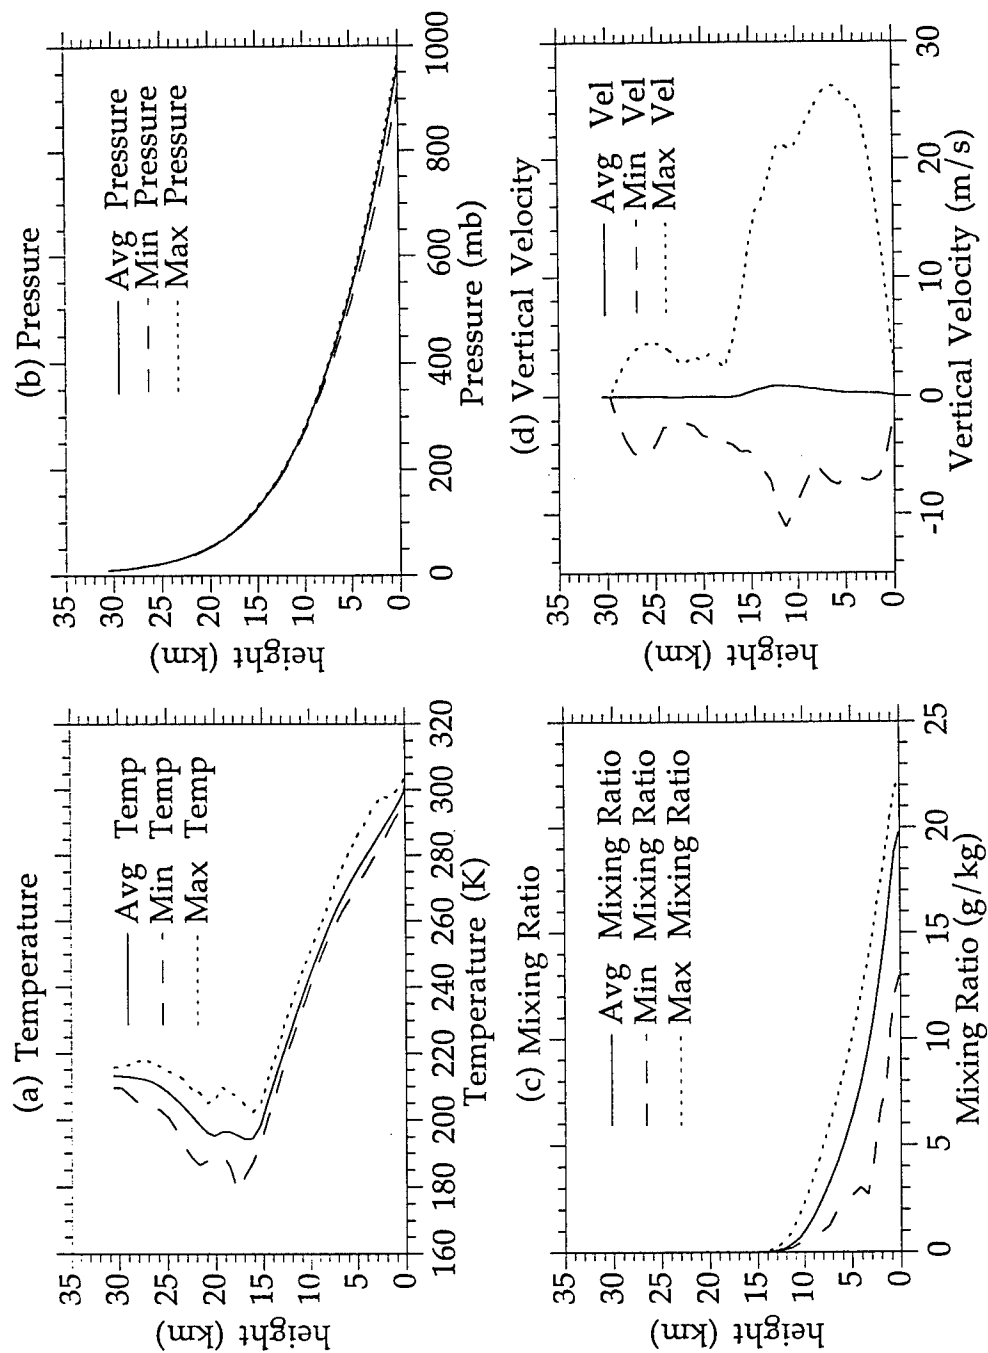 (a) Temperature
Avg Temp
Min Temp
Max Temp
height (km)
35
30
25
20
15
10
5
0
160 180 200 220 240 260 280 300 320
Temperature (K)
(b) Pressure
Avg Pressure
Min Pressure
Max Pressure
height (km)
35
30
25
20
15
10
5
0
0 200 400 600 800 1000
Pressure (mb)
(c) Mixing Ratio
Avg Mixing Ratio
Min Mixing Ratio
Max Mixing Ratio
height (km)
35
30
25
20
15
10
5
0
0 5 10 15 20 25
Mixing Ratio (g/kg)
(d) Vertical Velocity
Avg Vel
Min Vel
Max Vel
height (km)
35
30
25
20
15
10
5
0
-10 0 10 20 30
Vertical Velocity (m/s)